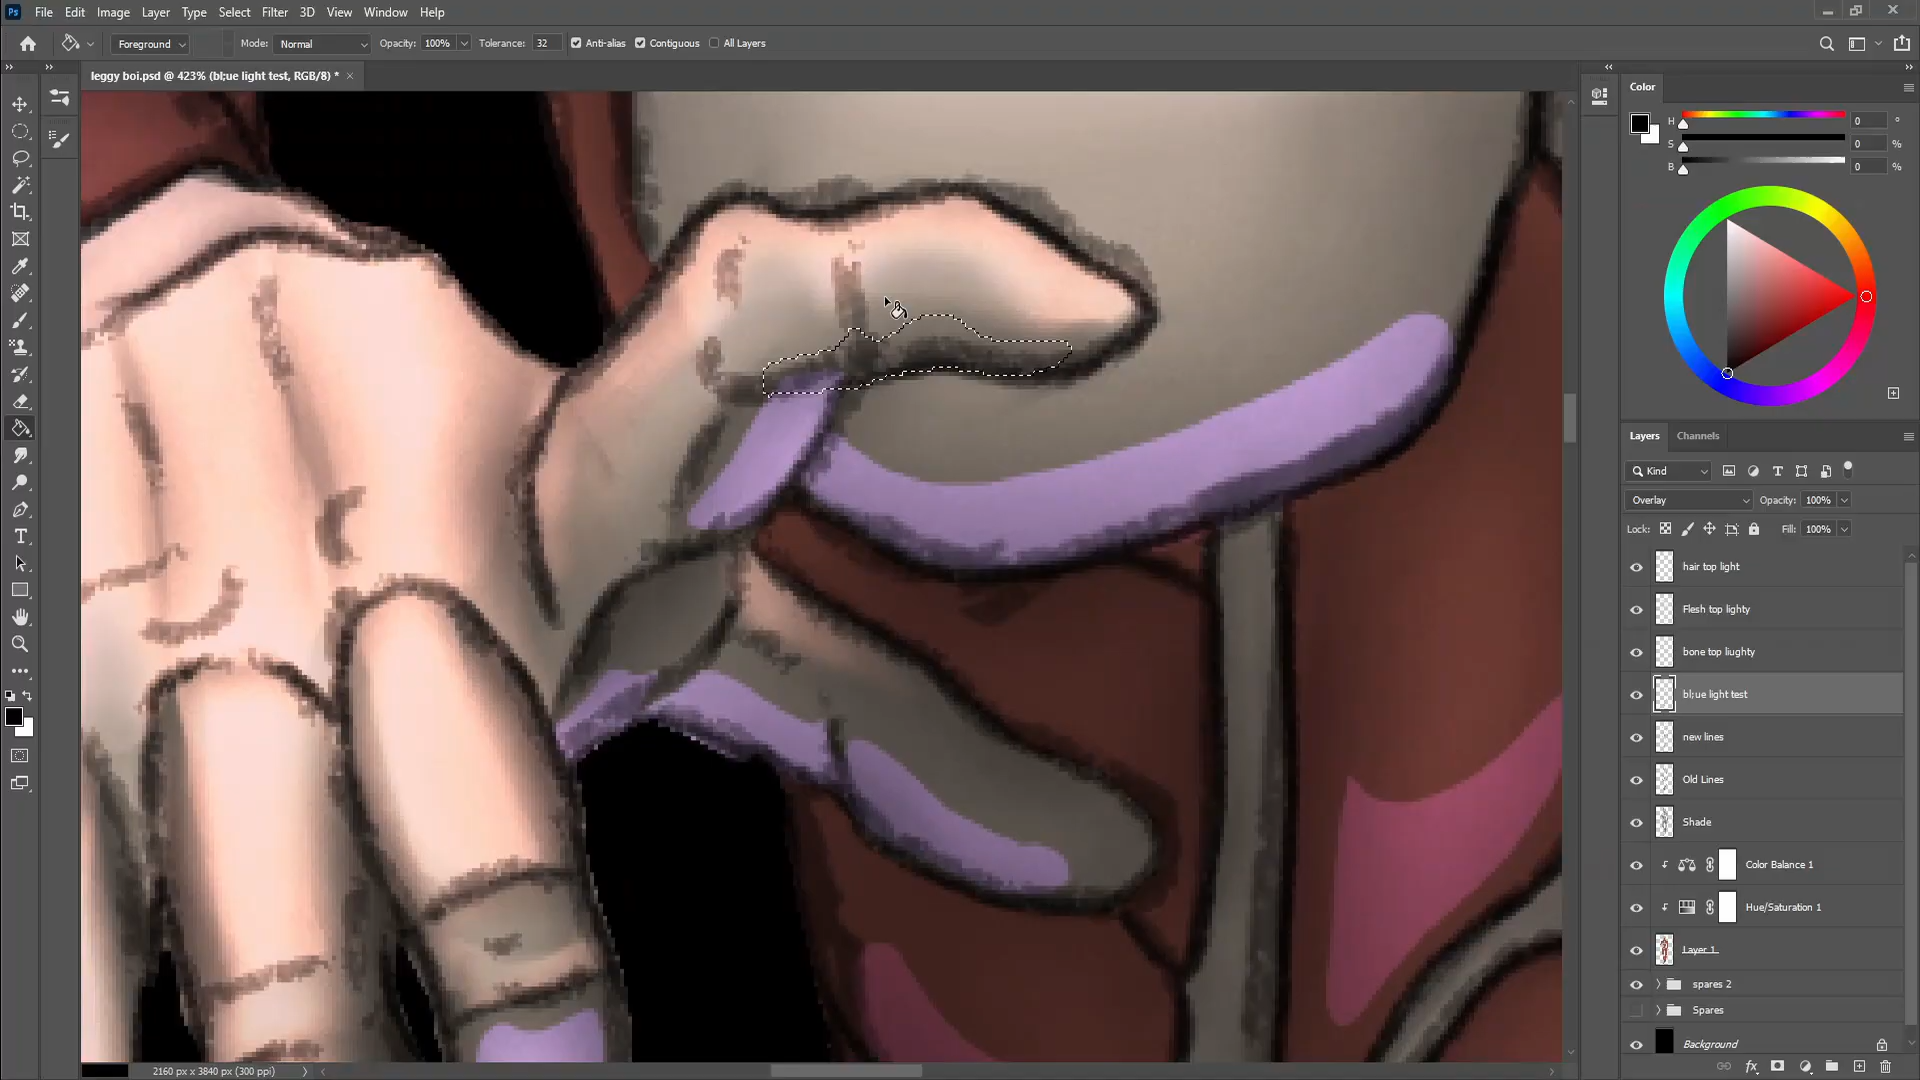 Ps File Edit Image Layer Type Select Filter 3D View Window Help
Foreground Mode: Normal Opacity: 100% Tolerance: 32 Anti-alias Contiguous All Layers
leggy boi.psd @ 423% (bl;ue light test, RGB/8) * ×
Color
H 0 °
S 0 %
B 0 %
Layers Channels
Kind
Overlay Opacity: 100%
Lock: Fill: 100%
hair top light
Flesh top lighty
bone top liughty
bl;ue light test
new lines
Old Lines
Shade
Color Balance 1
Hue/Saturation 1
Layer 1
spares 2
Spares
Background
2160 px x 3840 px (300 ppi)